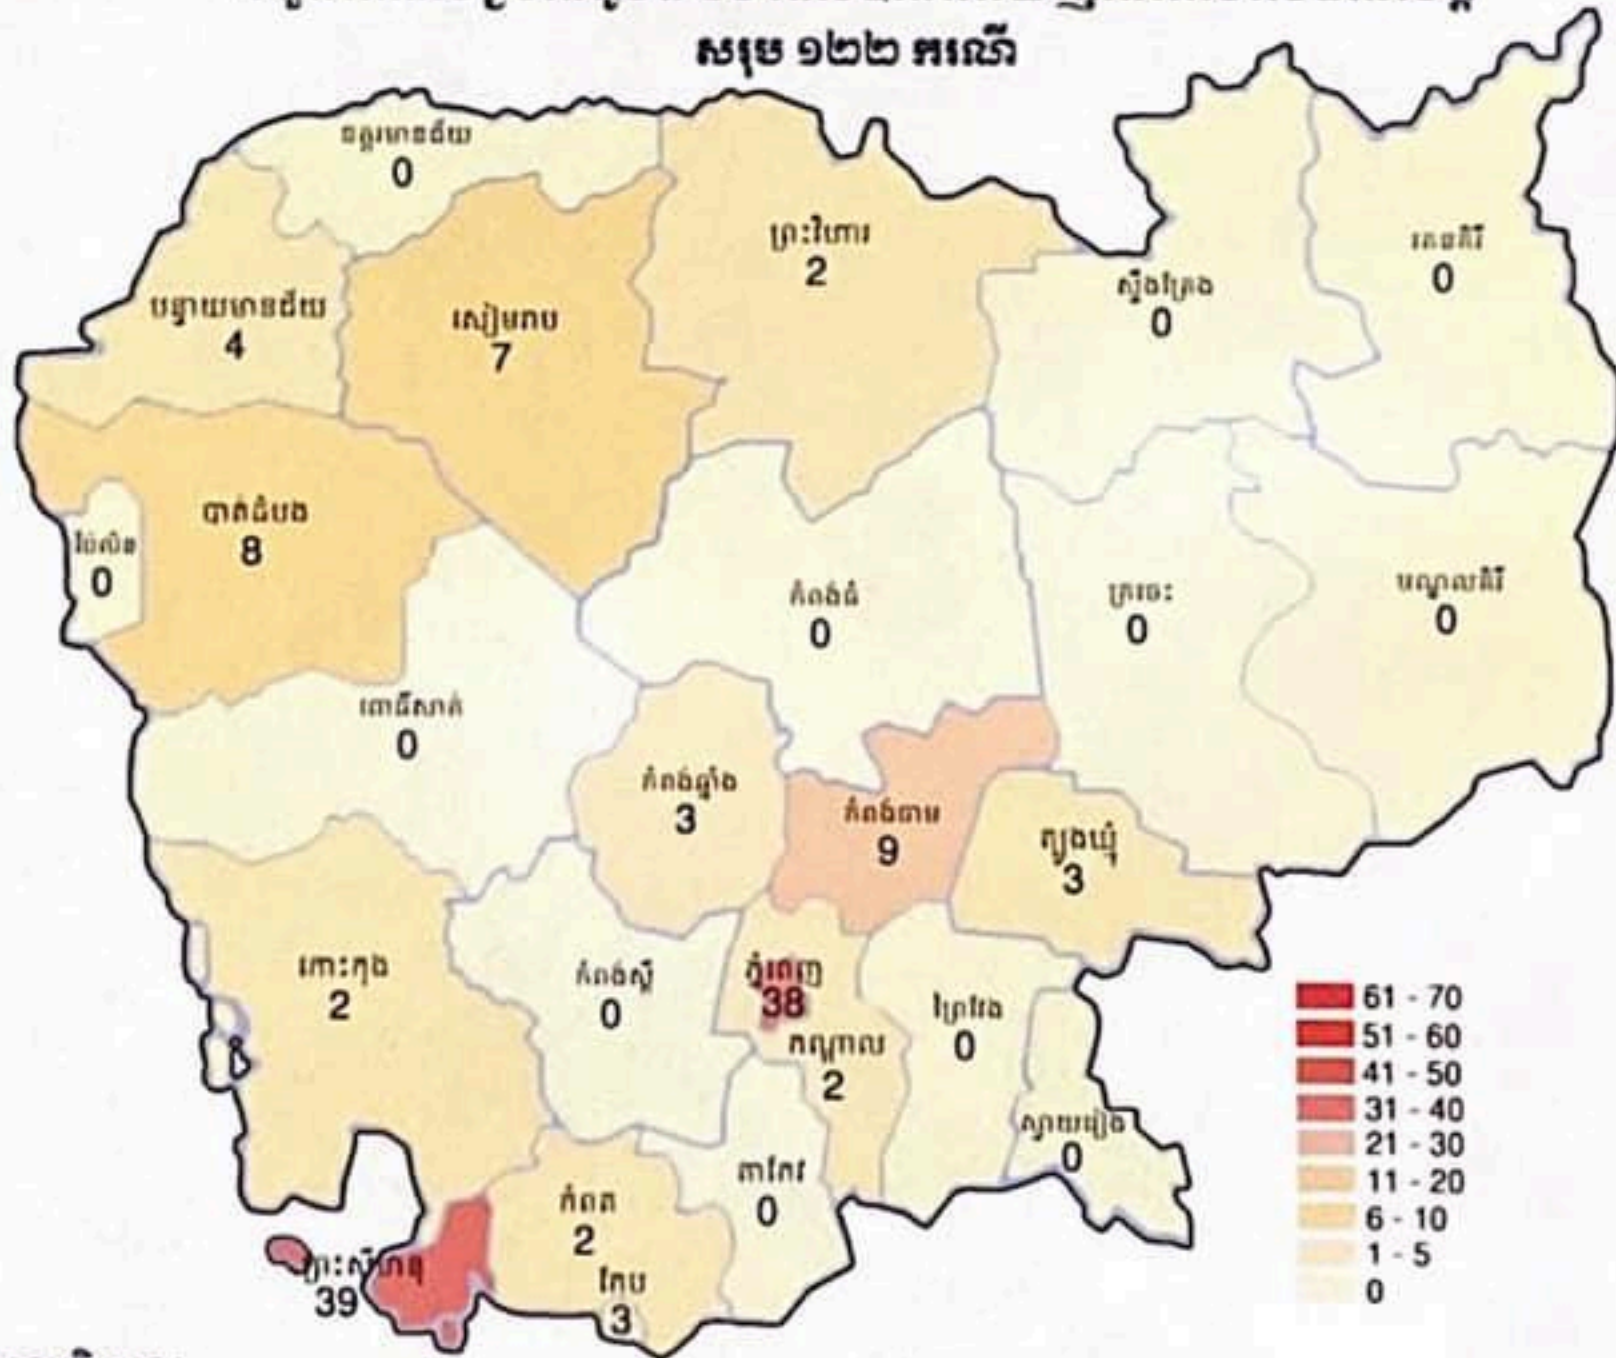 សរុប ១២២ ករណី
ឧត្តរមានជ័យ
0
ព្រះវិហារ
2
រតនគិរី
0
ស្ទឹងត្រែង
0
បន្ទាយមានជ័យ
4
សៀមរាប
7
បាត់ដំបង
8
ប៉ៃលិន
0
កំពង់ធំ
0
ក្រចេះ
0
មណ្ឌលគិរី
0
ពោធិ៍សាត់
0
កំពង់ឆ្នាំង
3
កំពង់ចាម
9
ត្បូងឃ្មុំ
3
កោះកុង
2
កំពង់ស្ពឺ
0
ភ្នំពេញ
38
កណ្តាល
2
ព្រៃវែង
0
ស្វាយរៀង
0
តាកែវ
0
កំពត
2
កែប
3
ព្រះសីហនុ
39
61 - 70
51 - 60
41 - 50
31 - 40
21 - 30
11 - 20
6 - 10
1 - 5
0